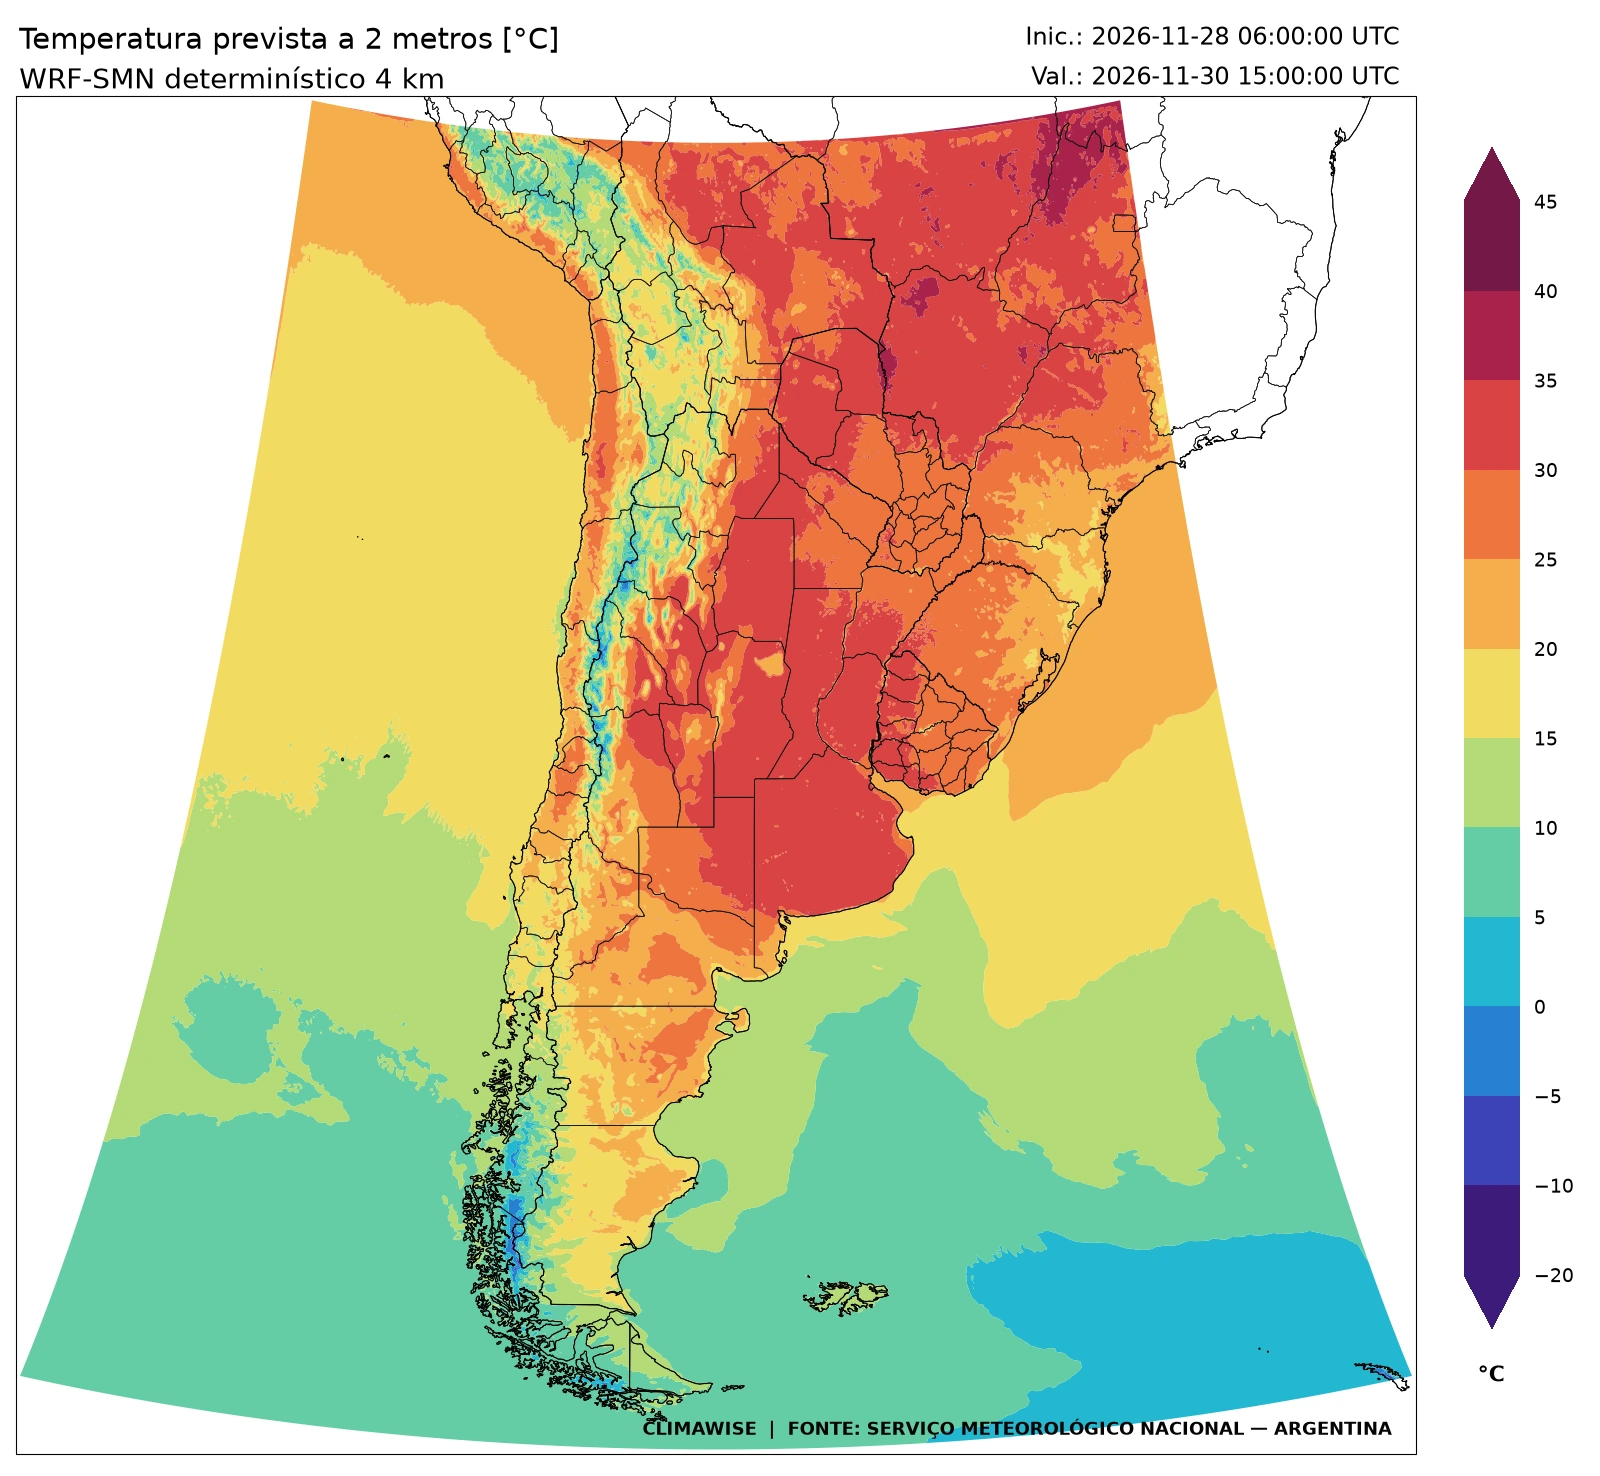 Temperatura prevista a 2 metros [°C]
WRF-SMN determinístico 4 km
Inic.: 2026-11-28 06:00:00 UTC
Val.: 2026-11-30 15:00:00 UTC
45
40
35
30
25
20
15
10
5
0
−5
−10
−20
°C
CLIMAWISE | FONTE: SERVIÇO METEOROLÓGICO NACIONAL — ARGENTINA